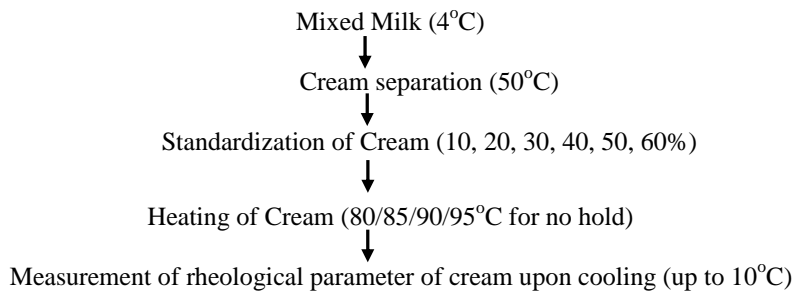 Mixed Milk (4°C)
Cream separation (50°C)
Standardization of Cream (10, 20, 30, 40, 50, 60%)
Heating of Cream (80/85/90/95°C for no hold)
Measurement of rheological parameter of cream upon cooling (up to 10°C)